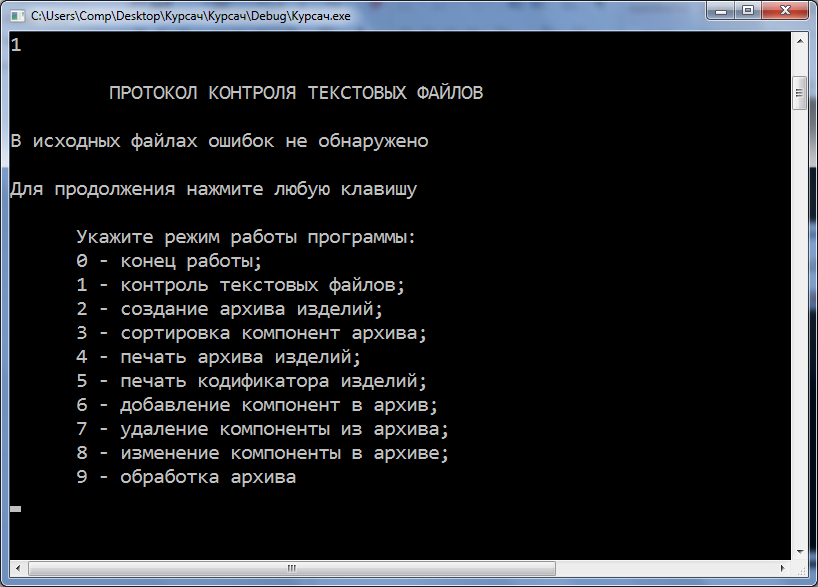 C:\Users\Comp\Desktop\Курсач\Курсач\Debug\Курсач.exe
1
ПРОТОКОЛ КОНТРОЛЯ ТЕКСТОВЫХ ФАЙЛОВ
В исходных файлах ошибок не обнаружено
Для продолжения нажмите любую клавишу
Укажите режим работы программы:
0 - конец работы;
1 - контроль текстовых файлов;
2 - создание архива изделий;
3 - сортировка компонент архива;
4 - печать архива изделий;
5 - печать кодификатора изделий;
6 - добавление компонент в архив;
7 - удаление компоненты из архива;
8 - изменение компоненты в архиве;
9 - обработка архива